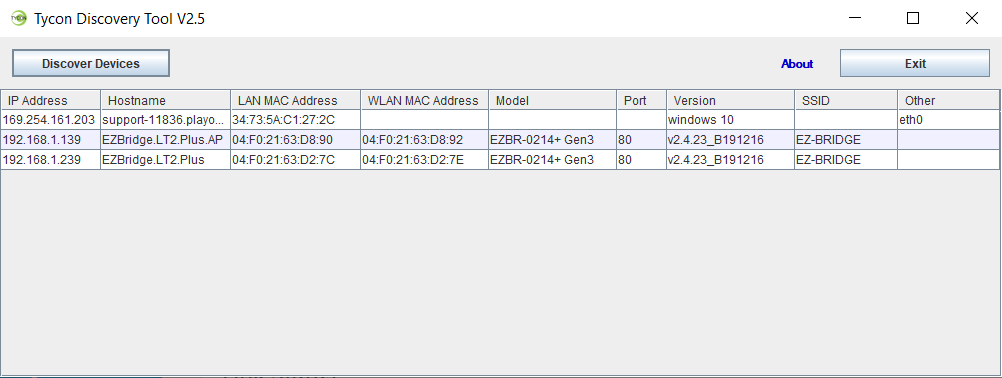 Tycon Discovery Tool V2.5
Discover Devices About Exit
IP Address Hostname LAN MAC Address WLAN MAC Address Model Port Version SSID Other
169.254.161.203 support-11836.playo... 34:73:5A:C1:27:2C windows 10 eth0
192.168.1.139 EZBridge.LT2.Plus.AP 04:F0:21:63:D8:90 04:F0:21:63:D8:92 EZBR-0214+ Gen3 80 v2.4.23_B191216 EZ-BRIDGE
192.168.1.239 EZBridge.LT2.Plus 04:F0:21:63:D2:7C 04:F0:21:63:D2:7E EZBR-0214+ Gen3 80 v2.4.23_B191216 EZ-BRIDGE